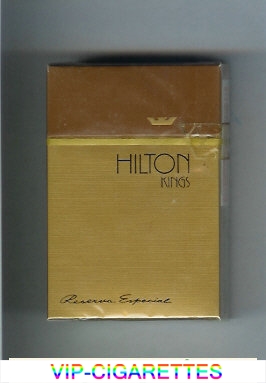 HILTON
KINGS
Reserva Especial
VIP-CIGARETTES